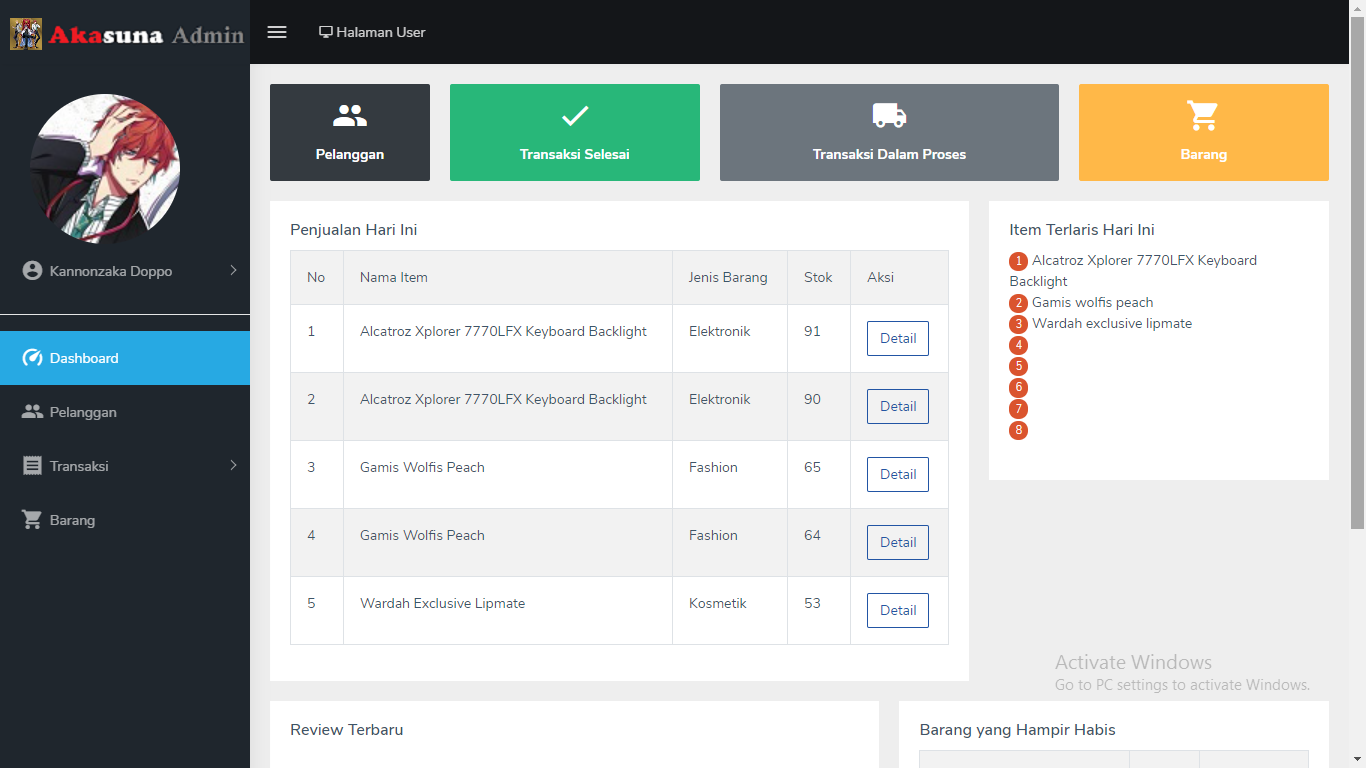 Akasuna Admin
Halaman User
Kannonzaka Doppo
Dashboard
Pelanggan
Transaksi
Barang
Pelanggan
Transaksi Selesai
Transaksi Dalam Proses
Barang
Penjualan Hari Ini
No Nama Item Jenis Barang Stok Aksi
1 Alcatroz Xplorer 7770LFX Keyboard Backlight Elektronik 91 Detail
2 Alcatroz Xplorer 7770LFX Keyboard Backlight Elektronik 90 Detail
3 Gamis Wolfis Peach Fashion 65 Detail
4 Gamis Wolfis Peach Fashion 64 Detail
5 Wardah Exclusive Lipmate Kosmetik 53 Detail
Item Terlaris Hari Ini
1 Alcatroz Xplorer 7770LFX Keyboard
Backlight
2 Gamis wolfis peach
3 Wardah exclusive lipmate
4
5
6
7
8
Activate Windows
Go to PC settings to activate Windows.
Review Terbaru
Barang yang Hampir Habis